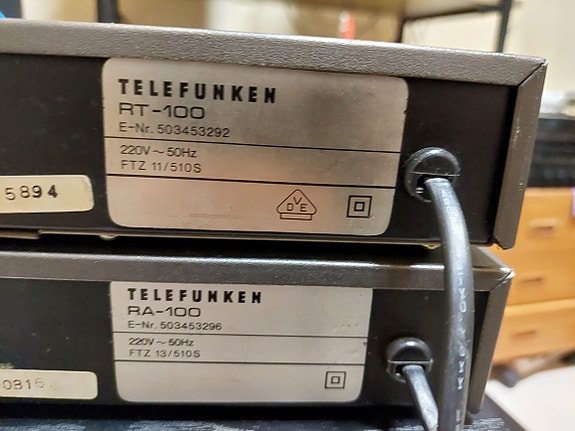 TELEFUNKEN
RT-100
E-Nr. 503453292
220V ~ 50Hz
FTZ 11/510S
5894
VDE
TELEFUNKEN
RA-100
E-Nr. 503453296
220V ~ 50Hz
FTZ 13/510S
0816